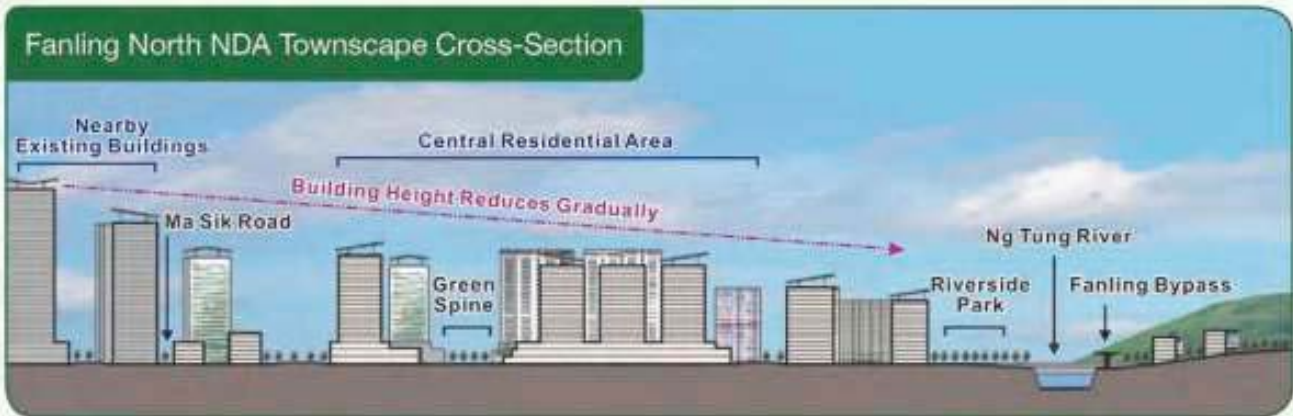 Fanling North NDA Townscape Cross-Section
Nearby
Existing Buildings
Central Residential Area
Building Height Reduces Gradually
Ma Sik Road
Ng Tung River
Green
Spine
Riverside
Park
Fanling Bypass